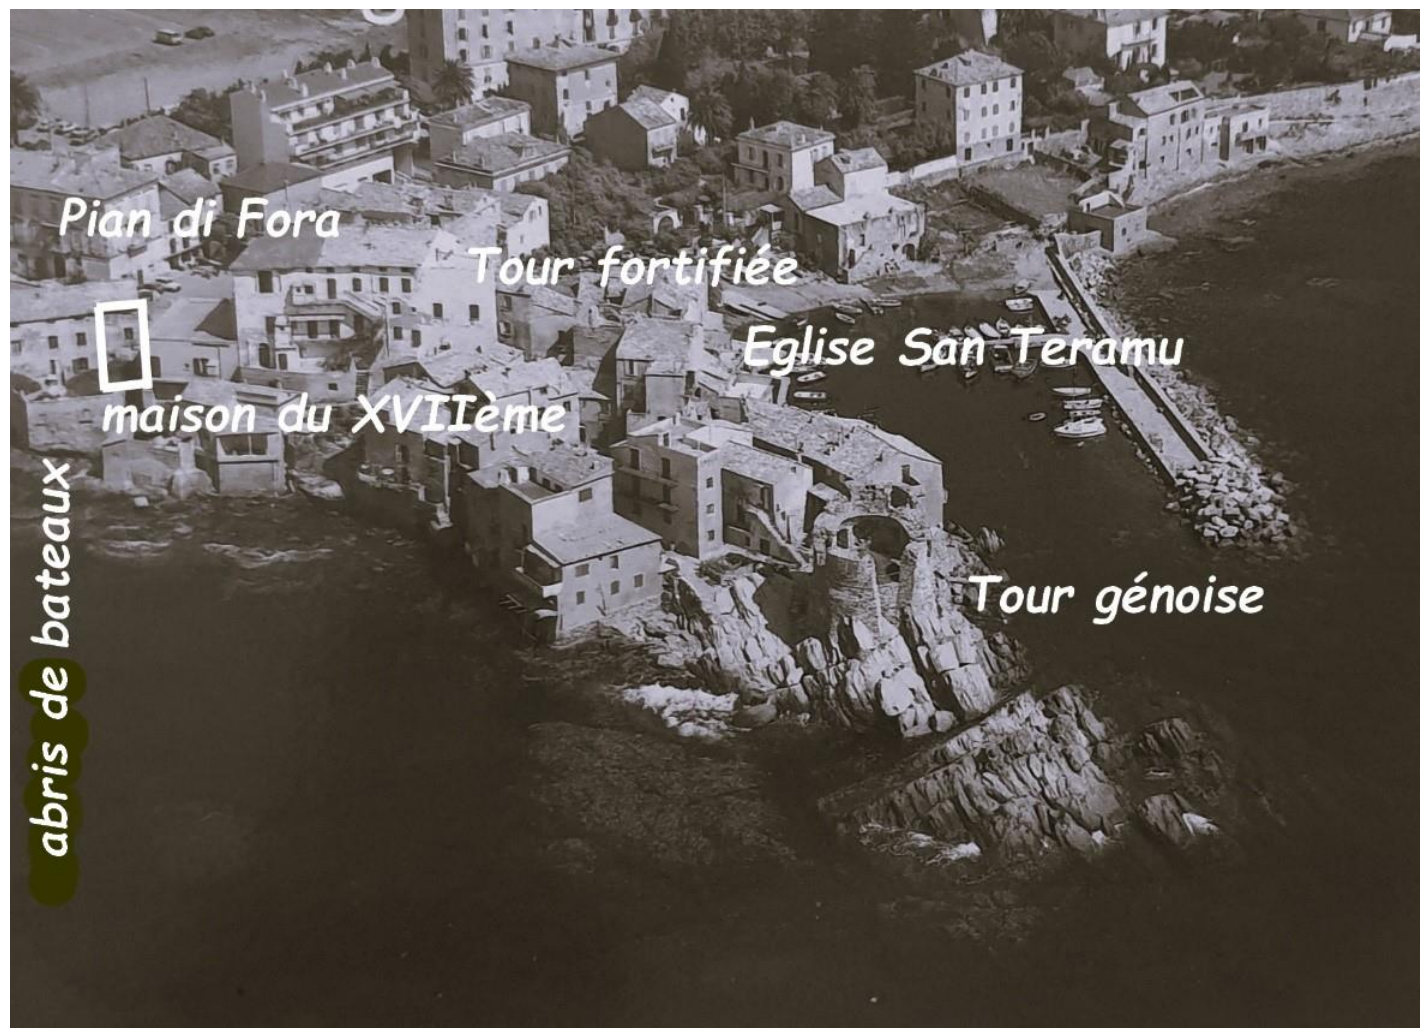 Pian di Fora
Tour fortifiée
Eglise San Teramu
maison du XVIIème
abris de bateaux
Tour génoise